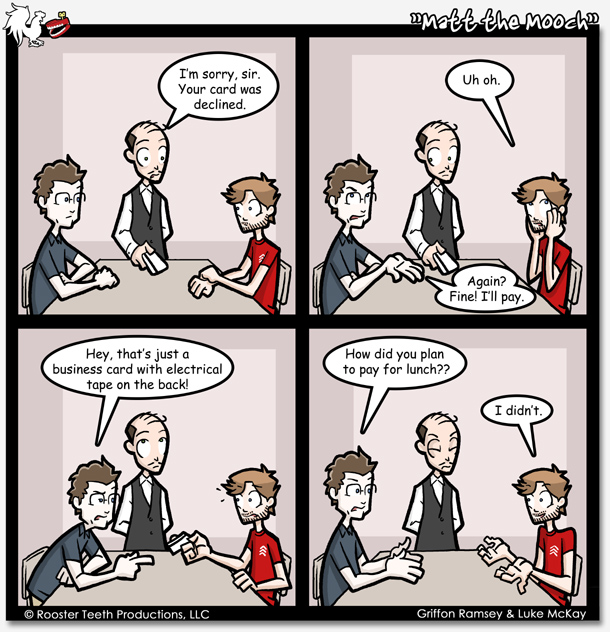 "Matt the Mooch"
I'm sorry, sir.
Your card was
declined.
Uh oh.
Again?
Fine! I'll pay.
Hey, that's just a
business card with electrical
tape on the back!
How did you plan
to pay for lunch??
I didn't.
© Rooster Teeth Productions, LLC
Griffon Ramsey & Luke McKay